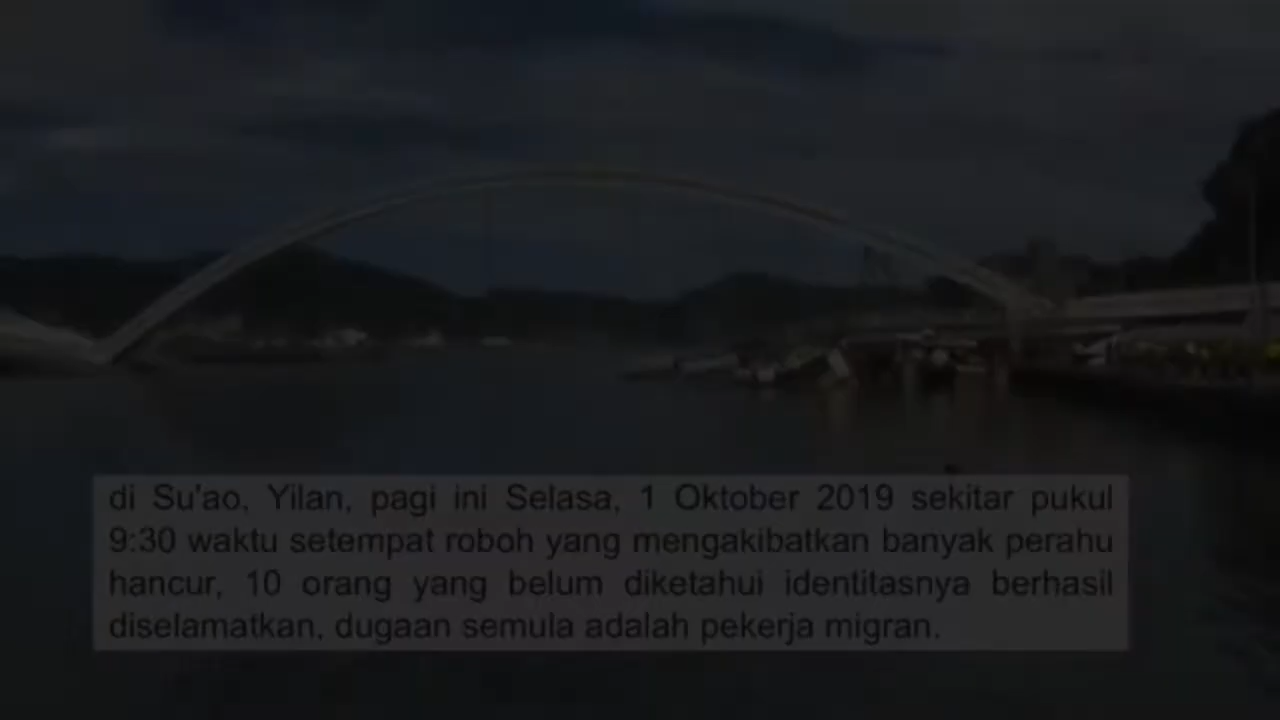 di Su'ao, Yilan, pagi ini Selasa, 1 Oktober 2019 sekitar pukul
9:30 waktu setempat roboh yang mengakibatkan banyak perahu
hancur, 10 orang yang belum diketahui identitasnya berhasil
diselamatkan, dugaan semula adalah pekerja migran.